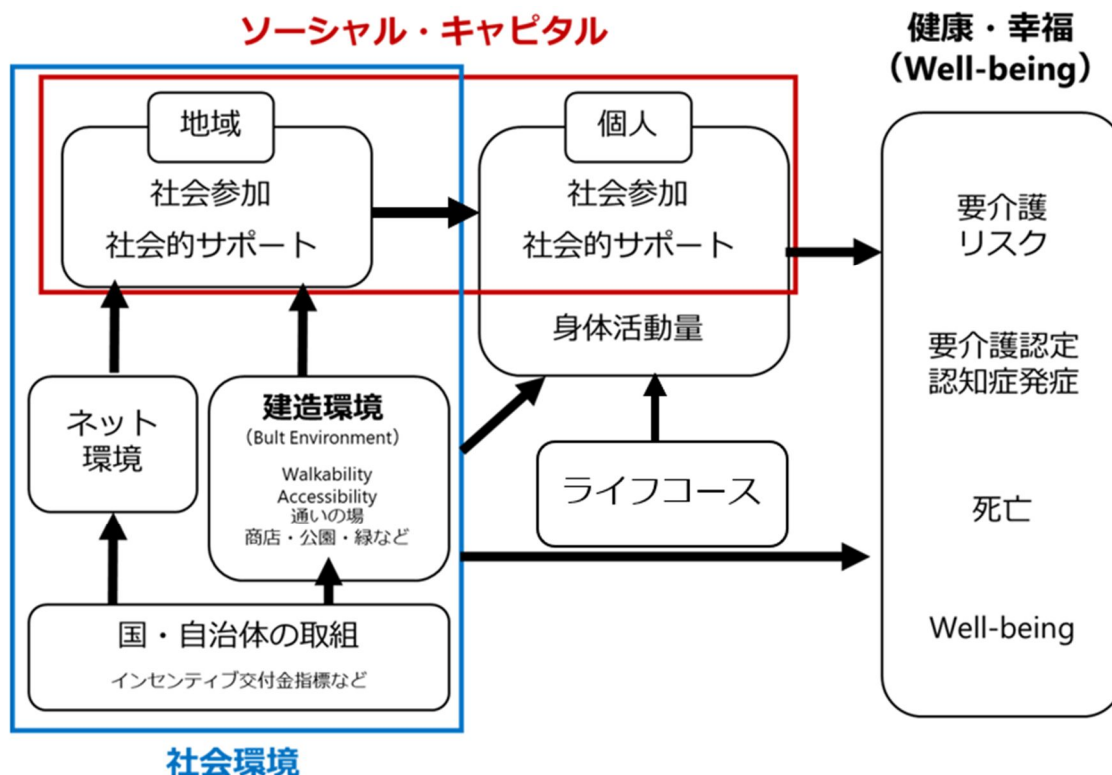 ソーシャル・キャピタル
健康・幸福
（Well-being）
地域
社会参加
社会的サポート
個人
社会参加
社会的サポート
身体活動量
要介護
リスク
要介護認定
認知症発症
死亡
Well-being
ネット
環境
建造環境
（Bult Environment）
Walkability
Accessibility
通いの場
商店・公園・緑など
ライフコース
国・自治体の取組
インセンティブ交付金指標など
社会環境